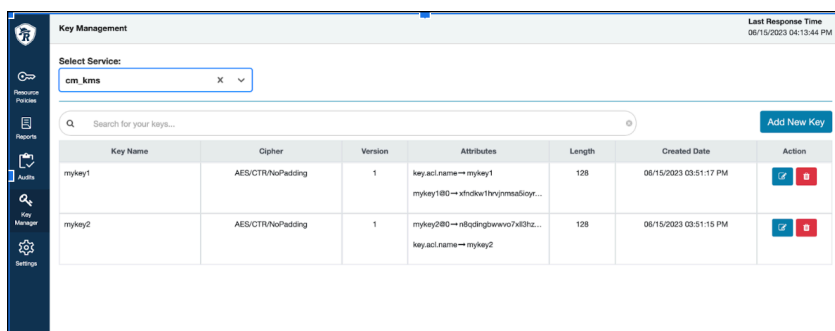 Key Management
Last Response Time
06/15/2023 04:13:44 PM
Resource
Policies
Reports
Audits
Key
Manager
Settings
Select Service:
cm_kms
Search for your keys...
Add New Key
Key Name Cipher Version Attributes Length Created Date Action
mykey1 AES/CTR/NoPadding 1 key.acl.name→mykey1 128 06/15/2023 03:51:17 PM
mykey1@0→xfndkw1hrvjnmsa5ioyr...
mykey2 AES/CTR/NoPadding 1 mykey2@0→n8qdingbwwvo7xll3hz... 128 06/15/2023 03:51:15 PM
key.acl.name→mykey2